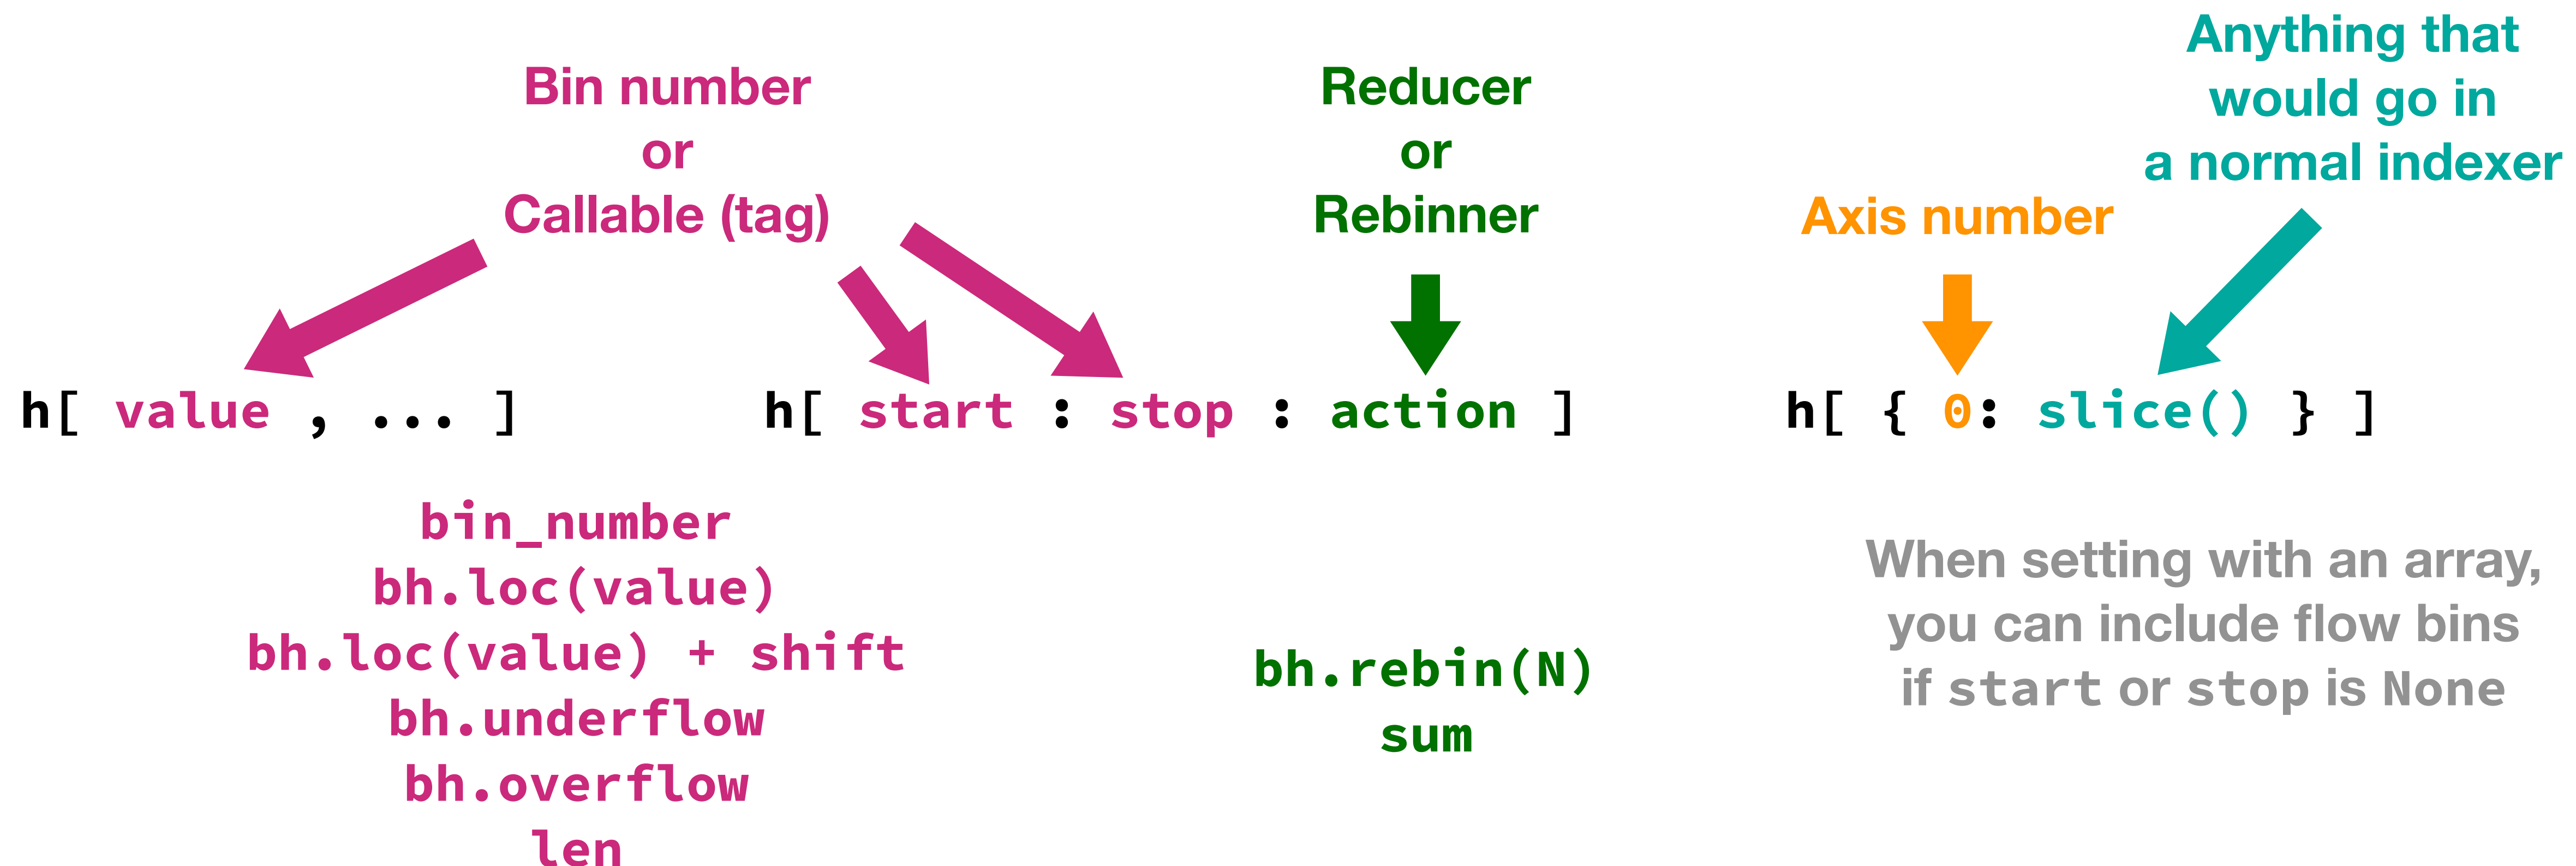 Bin number
or
Callable (tag)
Reducer
or
Rebinner
Axis number
Anything that
would go in
a normal indexer
h[ value , ... ]
h[ start : stop : action ]
h[ { 0: slice() } ]
bin_number
bh.loc(value)
bh.loc(value) + shift
bh.underflow
bh.overflow
len
bh.rebin(N)
sum
When setting with an array,
you can include flow bins
if start or stop is None